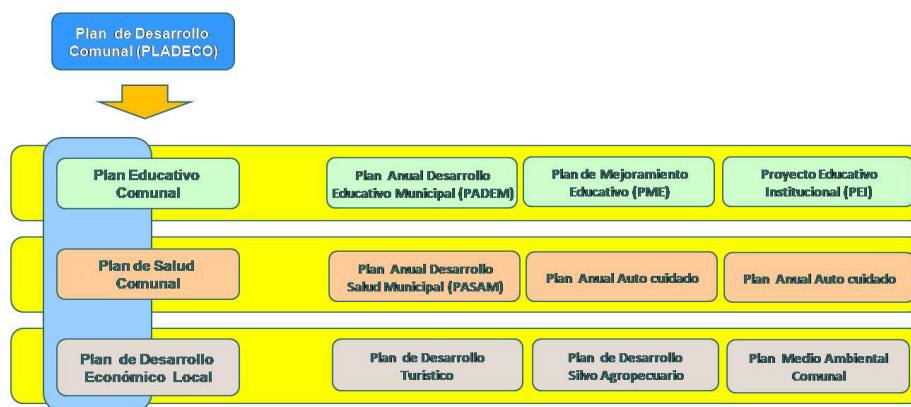 Plan de Desarrollo
Comunal (PLADECO)
Plan Educativo
Comunal
Plan Anual Desarrollo
Educativo Municipal (PADEM)
Plan de Mejoramiento
Educativo (PME)
Proyecto Educativo
Institucional (PEI)
Plan de Salud
Comunal
Plan Anual Desarrollo
Salud Municipal (PASAM)
Plan Anual Auto cuidado
Plan Anual Auto cuidado
Plan de Desarrollo
Económico Local
Plan de Desarrollo
Turístico
Plan de Desarrollo
Silvo Agropecuario
Plan Medio Ambiental
Comunal